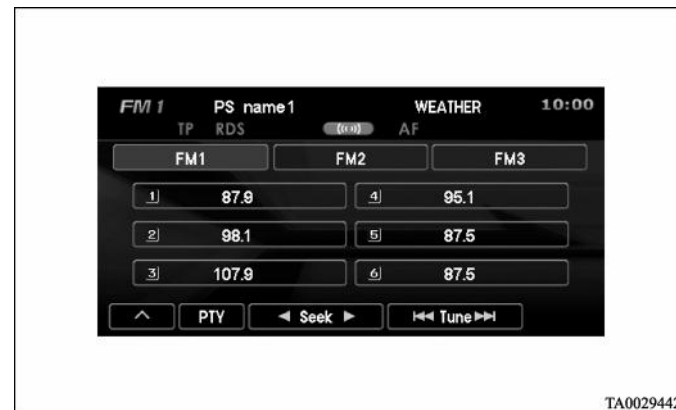 FM 1 PS name1 WEATHER 10:00
TP RDS ((·)) AF
FM1 FM2 FM3
1 87.9 4 95.1
2 98.1 5 87.5
3 107.9 6 87.5
PTY ◄ Seek ► ⏮ Tune ⏭
TA0029442